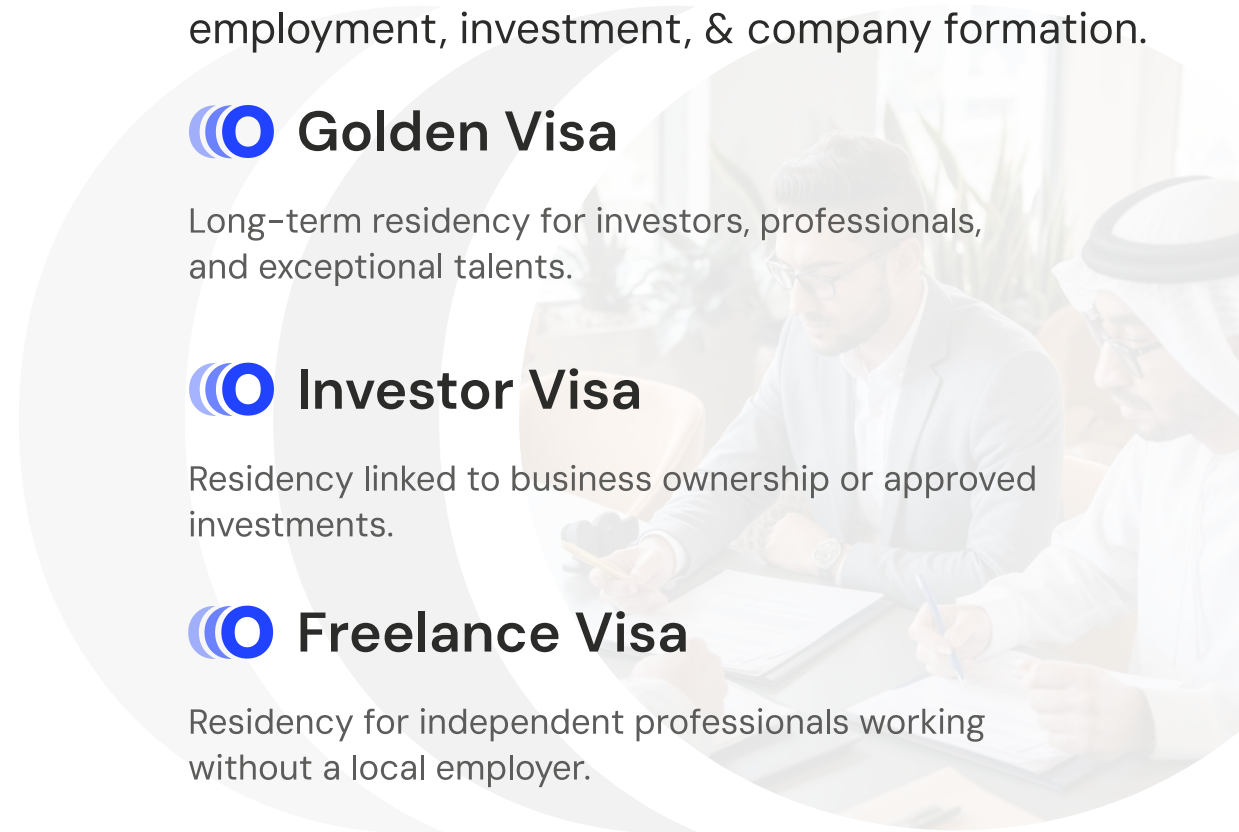 employment, investment, & company formation.
Golden Visa
Long-term residency for investors, professionals,
and exceptional talents.
Investor Visa
Residency linked to business ownership or approved
investments.
Freelance Visa
Residency for independent professionals working
without a local employer.